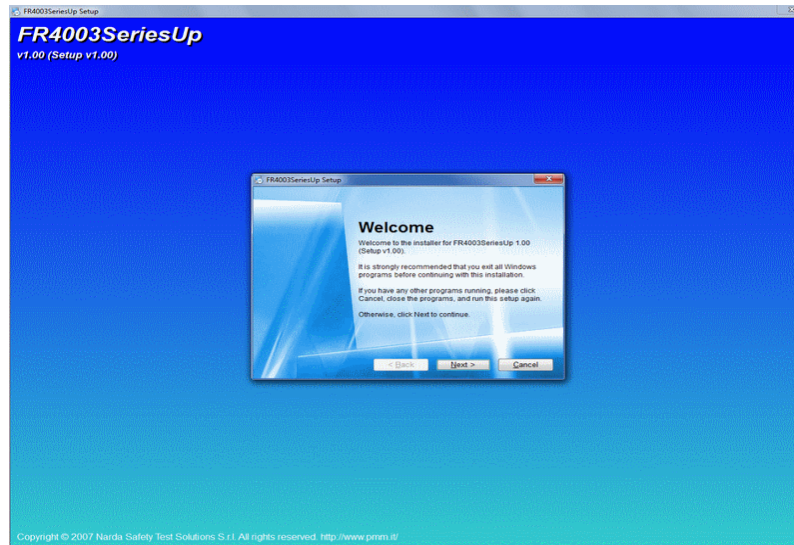 FR4003SeriesUp Setup
FR4003SeriesUp
v1.00 (Setup v1.00)
FR4003SeriesUp Setup
Welcome
Welcome to the installer for FR4003SeriesUp 1.00
(Setup v1.00).
It is strongly recommended that you exit all Windows
programs before continuing with this installation.
If you have any other programs running, please click
Cancel, close the programs, and run this setup again.
Otherwise, click Next to continue.
< Back
Next >
Cancel
Copyright © 2007 Narda Safety Test Solutions S.r.l. All rights reserved. http://www.pmm.it/